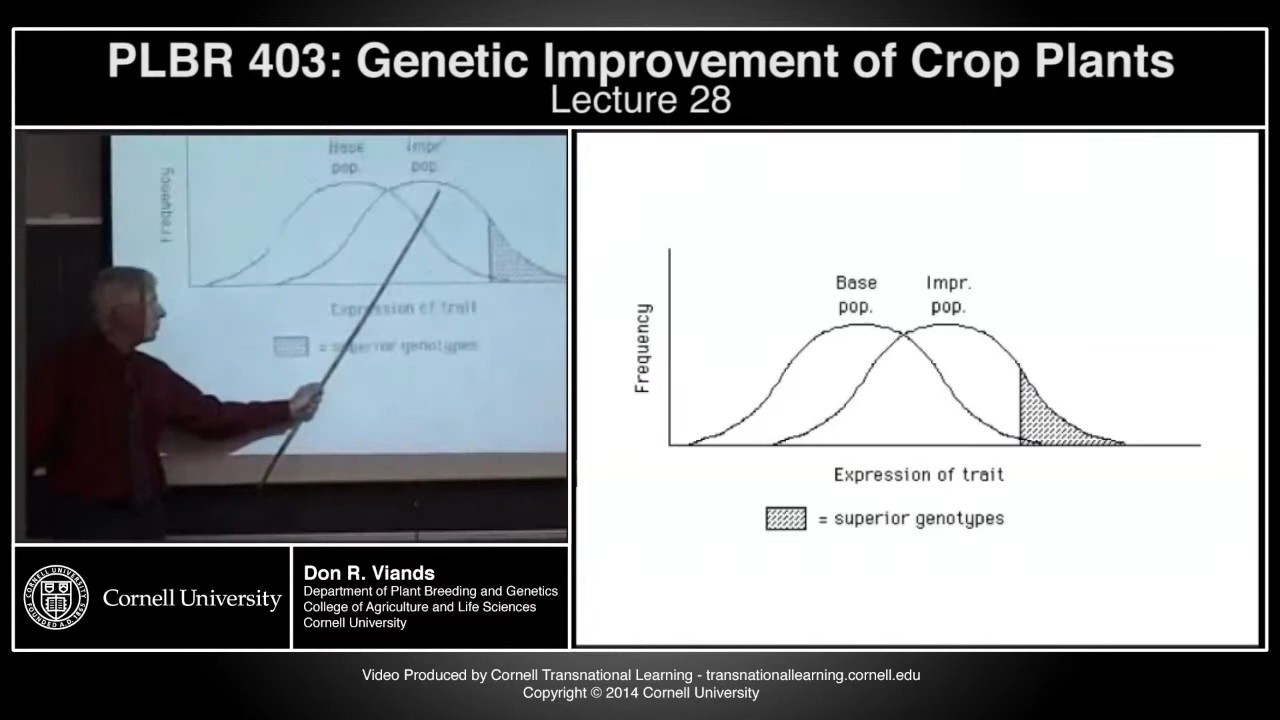 PLBR 403: Genetic Improvement of Crop Plants
Lecture 28
Base
pop.
Impr.
pop.
Frequency
Expression of trait
= superior genotypes
Base
pop.
Impr.
pop.
Frequency
Expression of trait
= superior genotypes
Cornell University
Don R. Viands
Department of Plant Breeding and Genetics
College of Agriculture and Life Sciences
Cornell University
Video Produced by Cornell Transnational Learning - transnationallearning.cornell.edu
Copyright © 2014 Cornell University